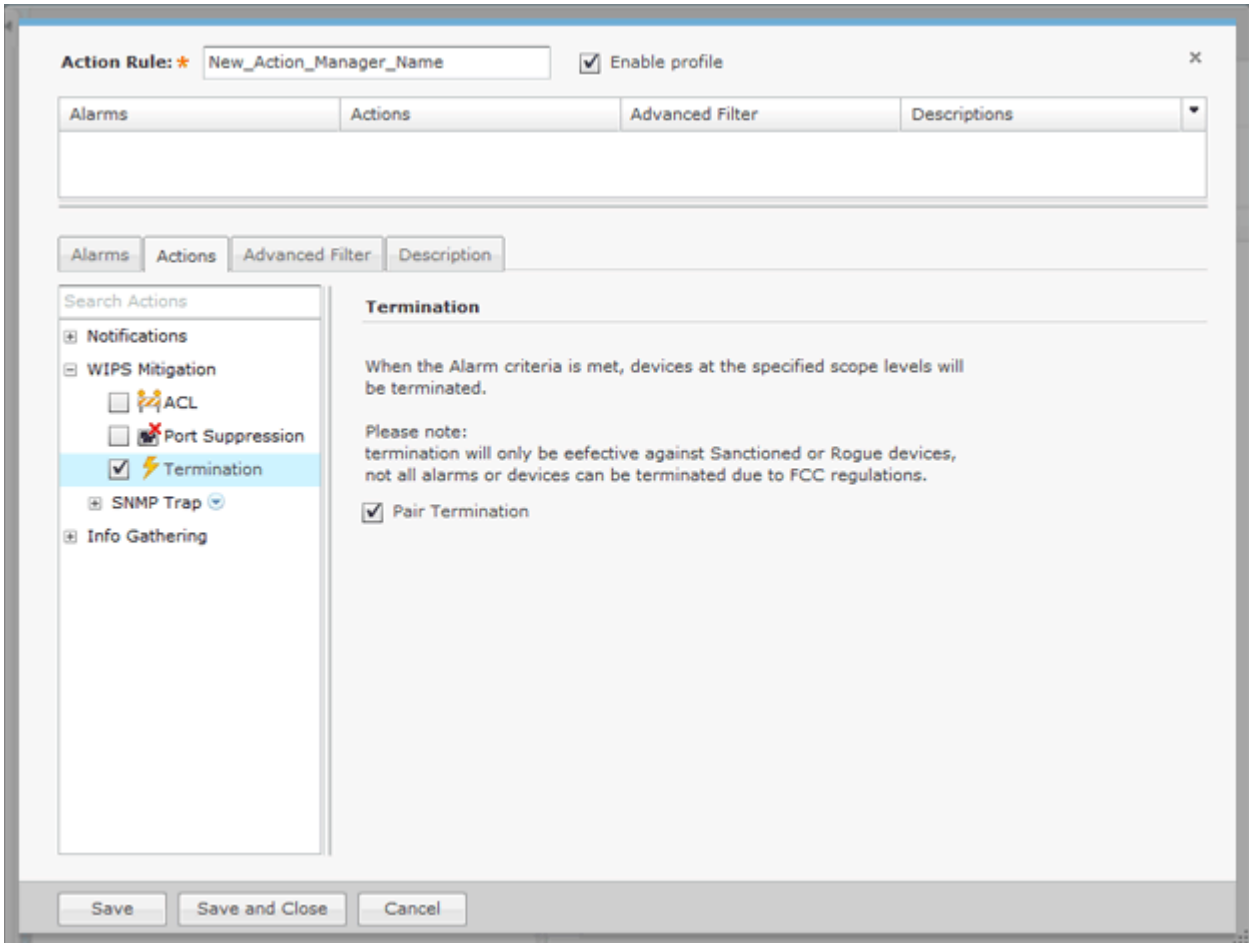 Action Rule: * New_Action_Manager_Name Enable profile
Alarms Actions Advanced Filter Descriptions
Alarms Actions Advanced Filter Description
Search Actions
Notifications
WIPS Mitigation
ACL
Port Suppression
Termination
SNMP Trap
Info Gathering
Termination
When the Alarm criteria is met, devices at the specified scope levels will
be terminated.
Please note:
termination will only be eefective against Sanctioned or Rogue devices,
not all alarms or devices can be terminated due to FCC regulations.
Pair Termination
Save Save and Close Cancel